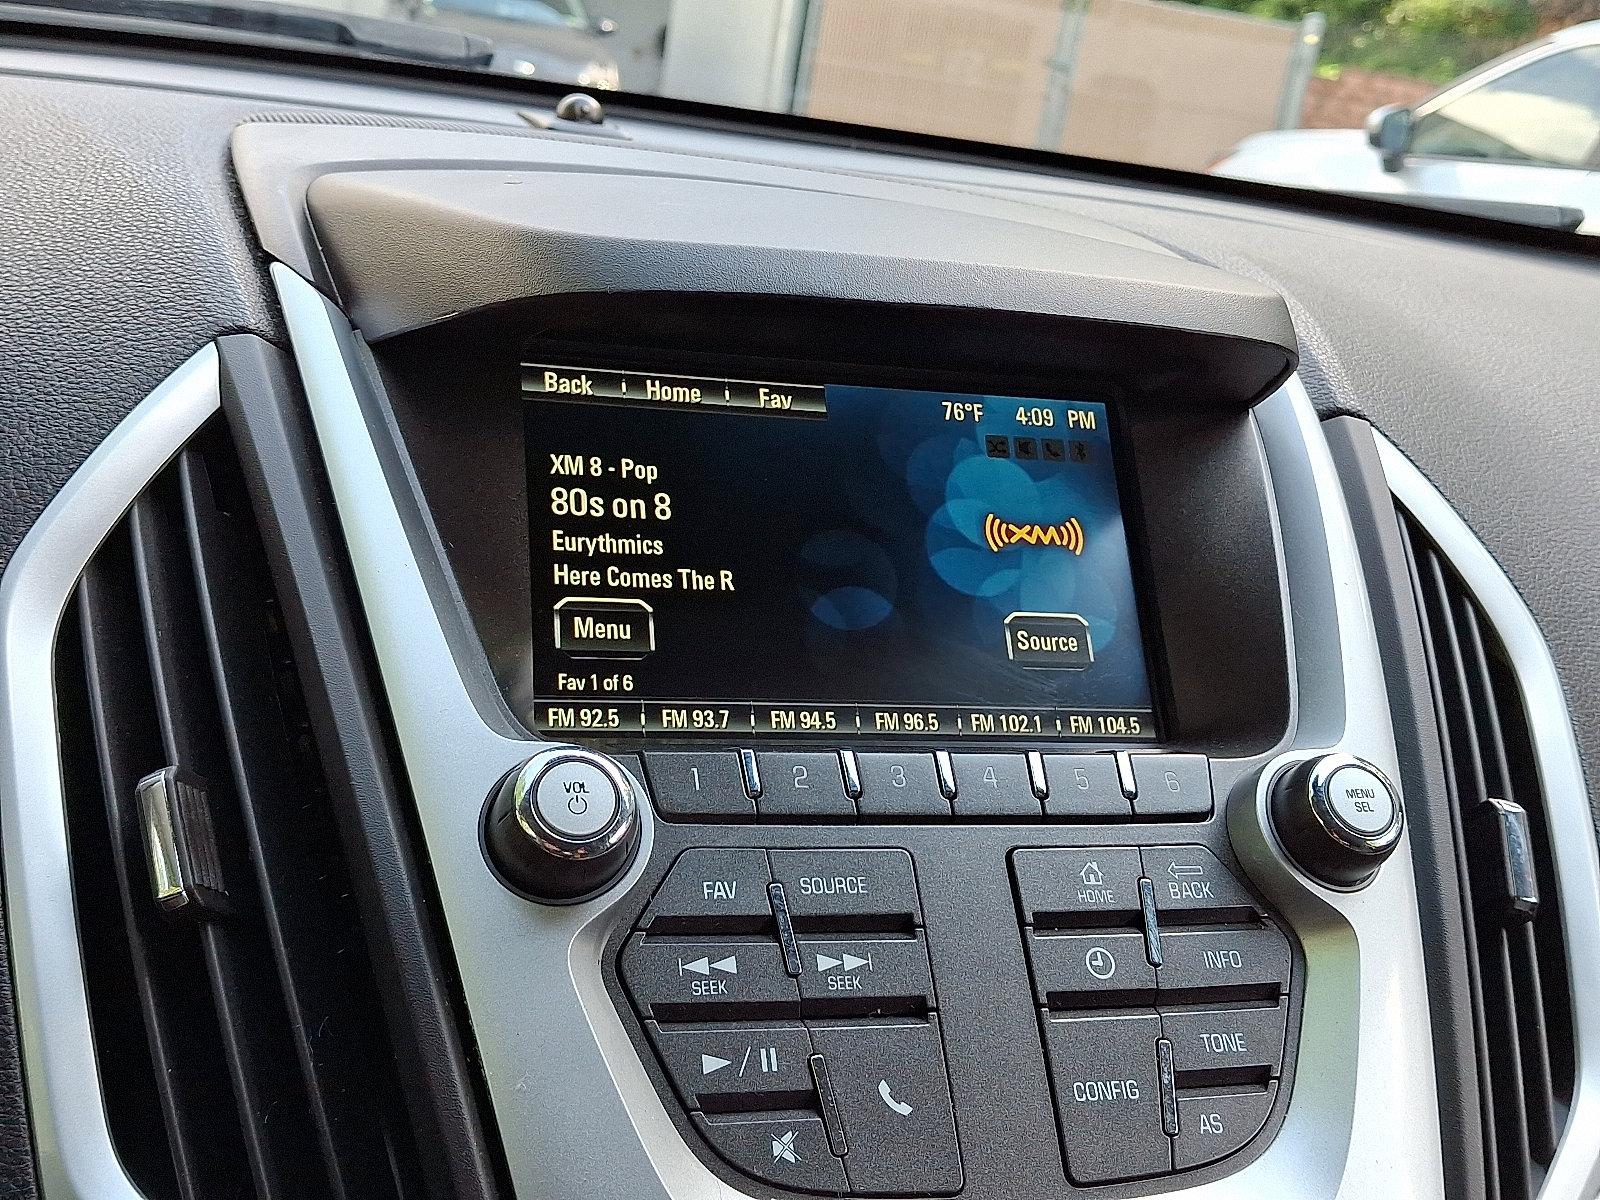 Back Home Fav
76°F 4:09 PM
XM 8 - Pop
80s on 8
Eurythmics
Here Comes The R
XM
Menu
Source
Fav 1 of 6
FM 92.5 FM 93.7 FM 94.5 FM 96.5 FM 102.1 FM 104.5
VOL
1 2 3 4 5 6
MENU
SEL
FAV SOURCE
HOME BACK
SEEK SEEK
INFO
TONE
CONFIG
AS